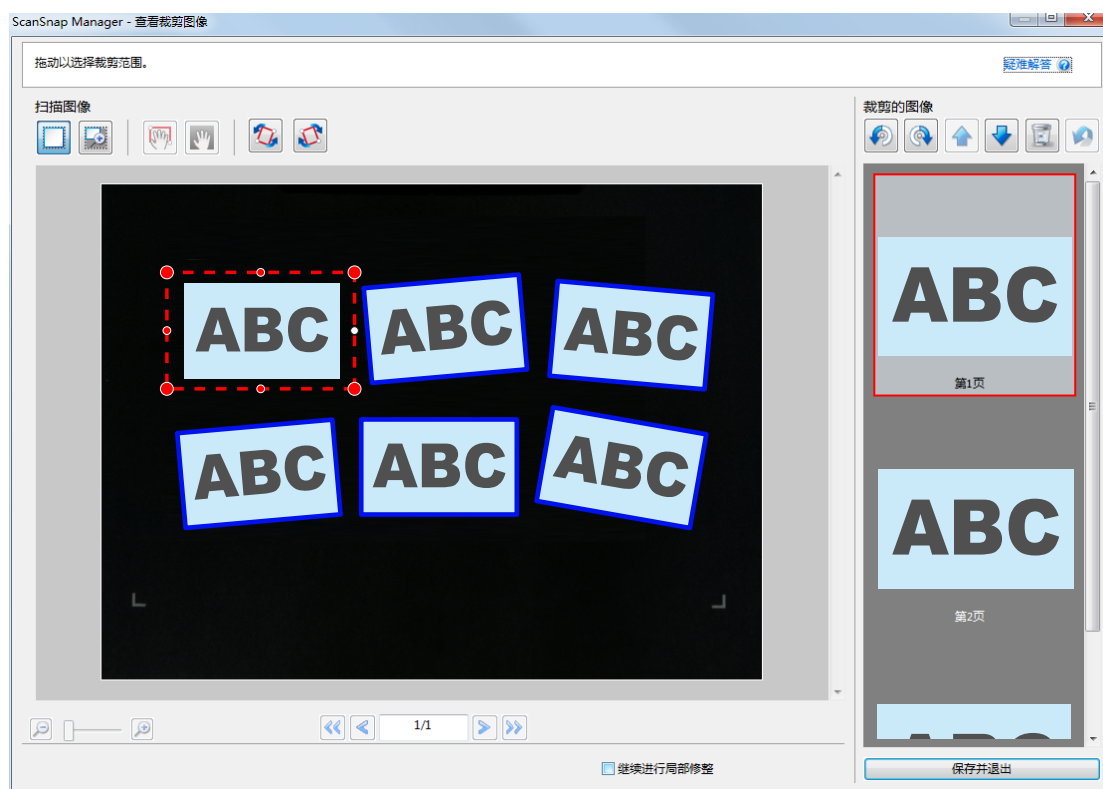 ScanSnap Manager - 查看裁剪图像
拖动以选择裁剪范围。
疑难解答
扫描图像
裁剪的图像
ABC ABC ABC
ABC ABC ABC
ABC
第1页
ABC
第2页
ABC
1/1
继续进行局部修整
保存并退出